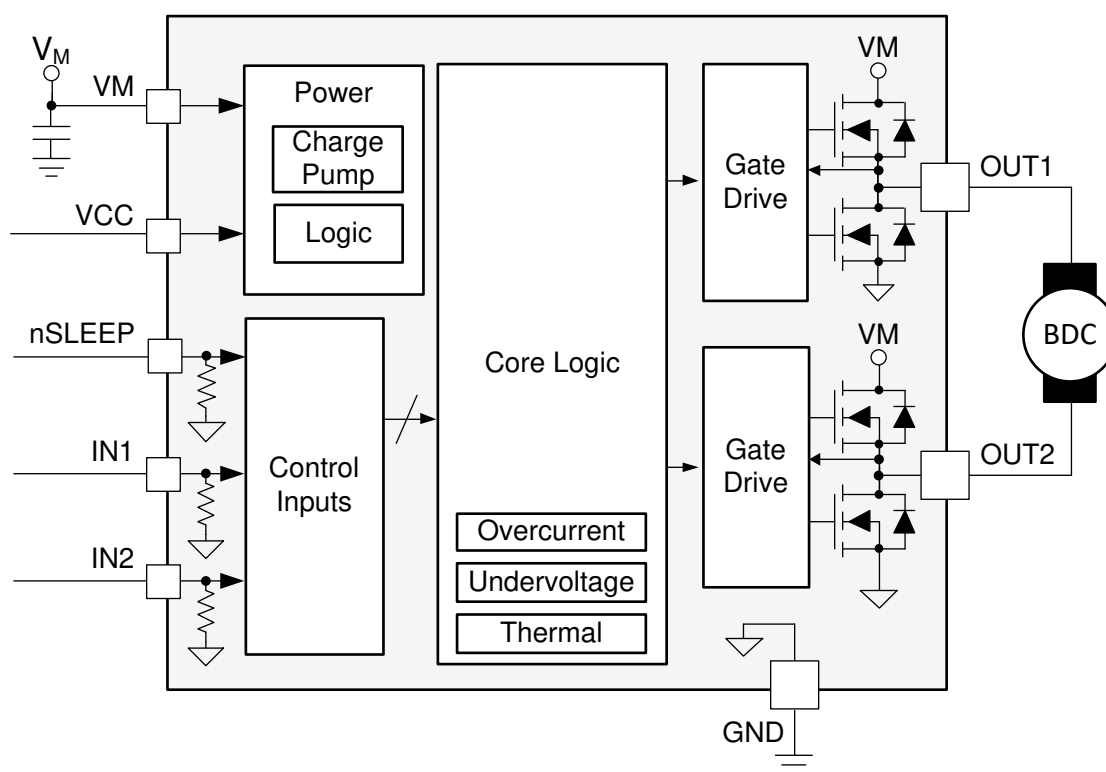 VM
VM
Power
Charge
Pump
Logic
VCC
nSLEEP
IN1
IN2
Control
Inputs
Core Logic
Overcurrent
Undervoltage
Thermal
Gate
Drive
VM
OUT1
BDC
Gate
Drive
VM
OUT2
GND